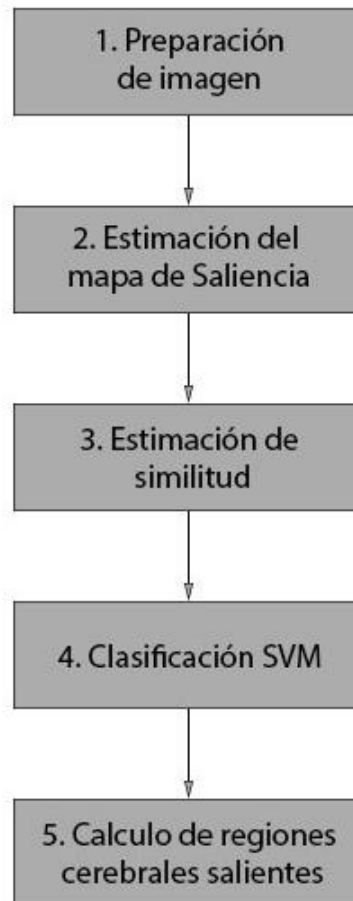 1. Preparación
de imagen
2. Estimación del
mapa de Saliencia
3. Estimación de
similitud
4. Clasificación SVM
5. Calculo de regiones
cerebrales salientes